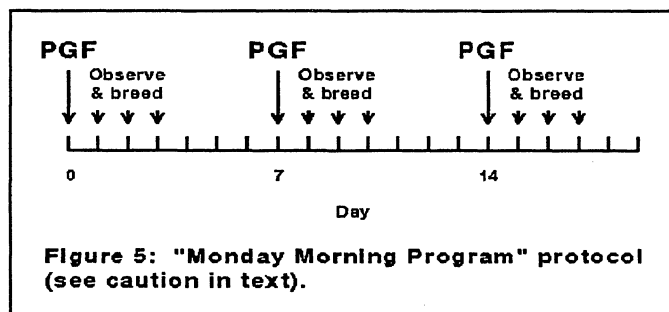 PGF PGF PGF
Observe Observe Observe
& breed & breed & breed
0 7 14
Day
Figure 5: "Monday Morning Program" protocol
(see caution in text).